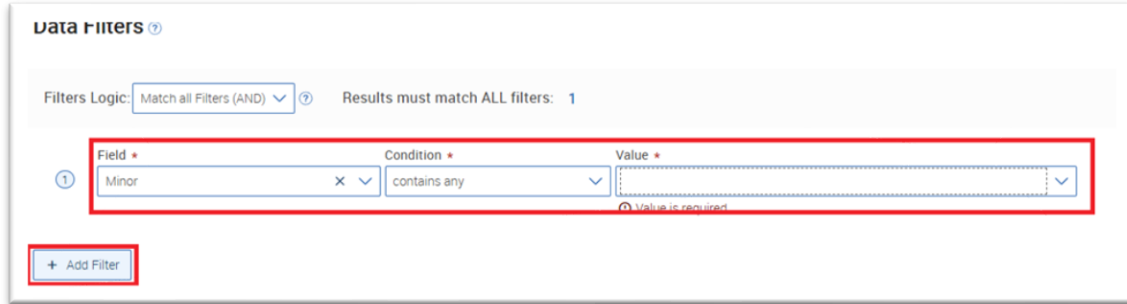 Data Filters ?
Filters Logic: Match all Filters (AND) ? Results must match ALL filters: 1
Field * Condition * Value *
1 Minor × contains any
Value is required
+ Add Filter